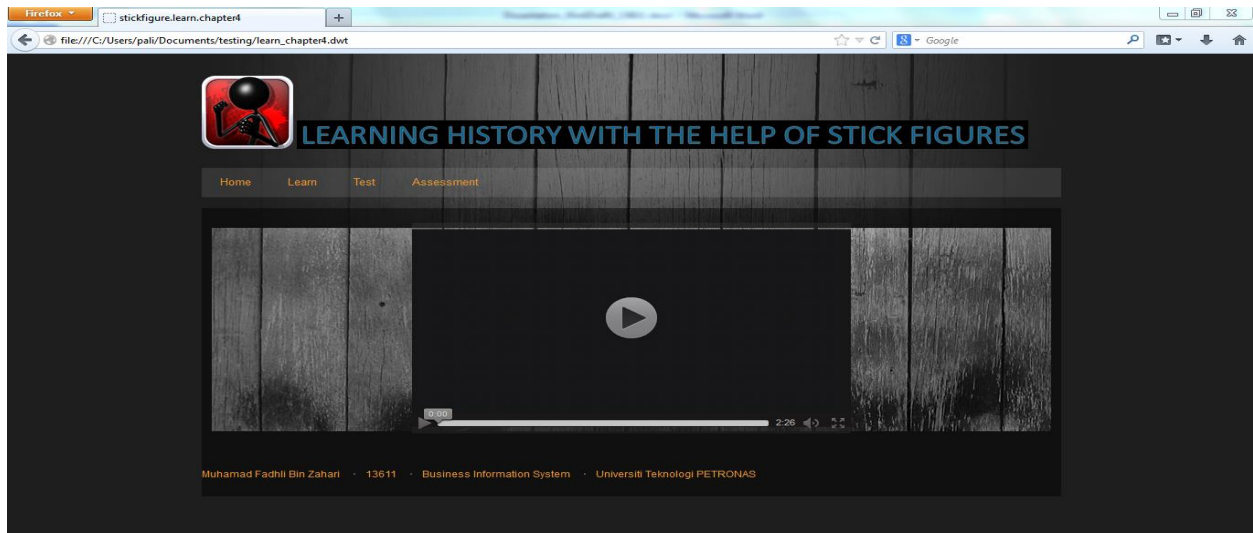 Firefox
stickfigure.learn.chapter4
file:///C:/Users/pali/Documents/testing/learn_chapter4.dwt
Google
LEARNING HISTORY WITH THE HELP OF STICK FIGURES
Home Learn Test Assessment
0:00
2:26
Muhamad Fadhli Bin Zahari · 13611 · Business Information System · Universiti Teknologi PETRONAS